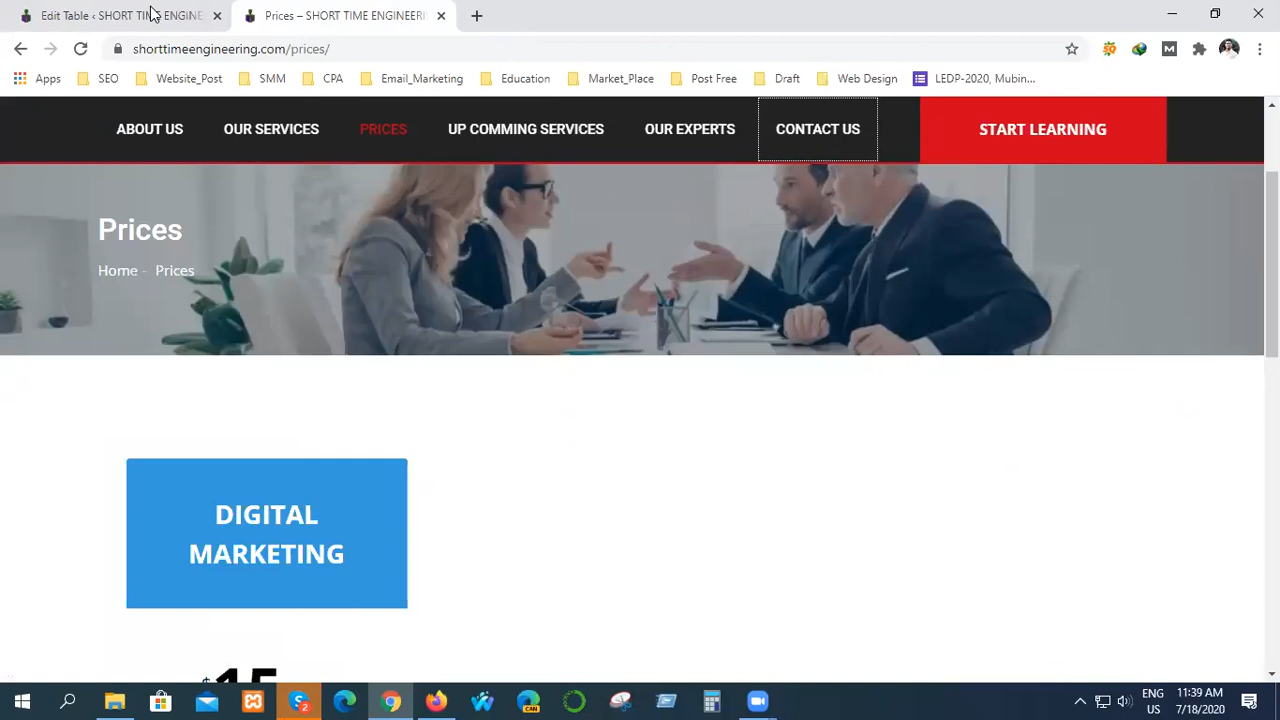 Edit Table ‹ SHORT TIME ENGINE
Prices – SHORT TIME ENGINEERI
shorttimeengineering.com/prices/
Apps SEO Website_Post SMM CPA Email_Marketing Education Market_Place Post Free Draft Web Design LEDP-2020, Mubin...
ABOUT US OUR SERVICES PRICES UP COMMING SERVICES OUR EXPERTS CONTACT US START LEARNING
Prices
Home - Prices
DIGITAL
MARKETING
$15
ENG 11:39 AM
US 7/18/2020